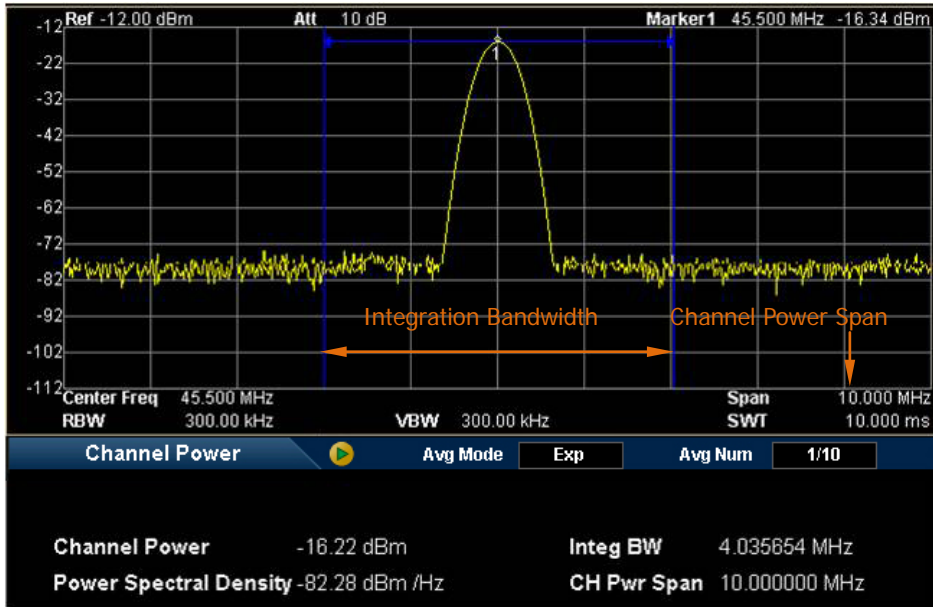 Ref -12.00 dBm Att 10 dB Marker1 45.500 MHz -16.34 dBm
-12
1
-22
-32
-42
-52
-62
-72
-82
-92
Integration Bandwidth Channel Power Span
-102
-112
Center Freq 45.500 MHz Span 10.000 MHz
RBW 300.00 kHz VBW 300.00 kHz SWT 10.000 ms
Channel Power Avg Mode Exp Avg Num 1/10
Channel Power -16.22 dBm Integ BW 4.035654 MHz
Power Spectral Density -82.28 dBm /Hz CH Pwr Span 10.000000 MHz